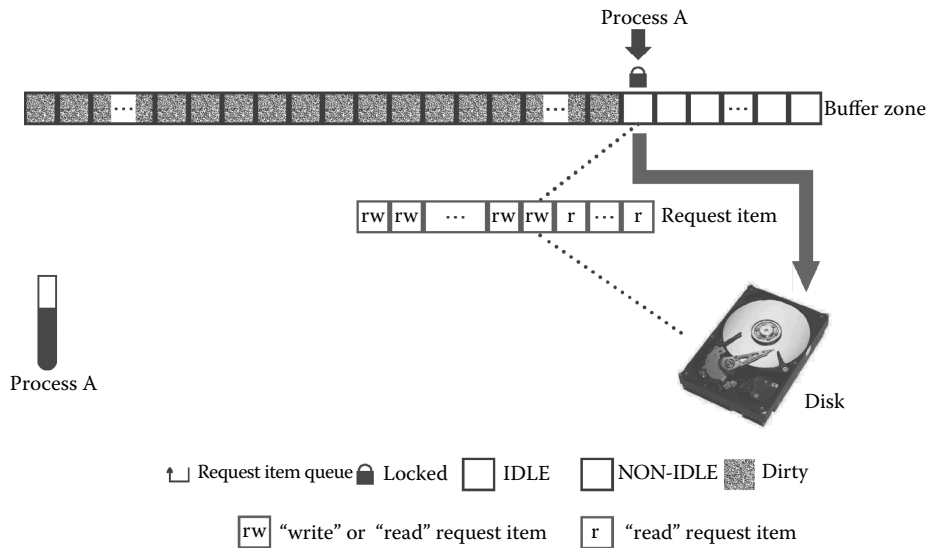 Process A
... ... ... Buffer zone
rw rw ... rw rw r ... r Request item
Process A
Disk
Request item queue Locked IDLE NON-IDLE Dirty
rw “write” or “read” request item r “read” request item